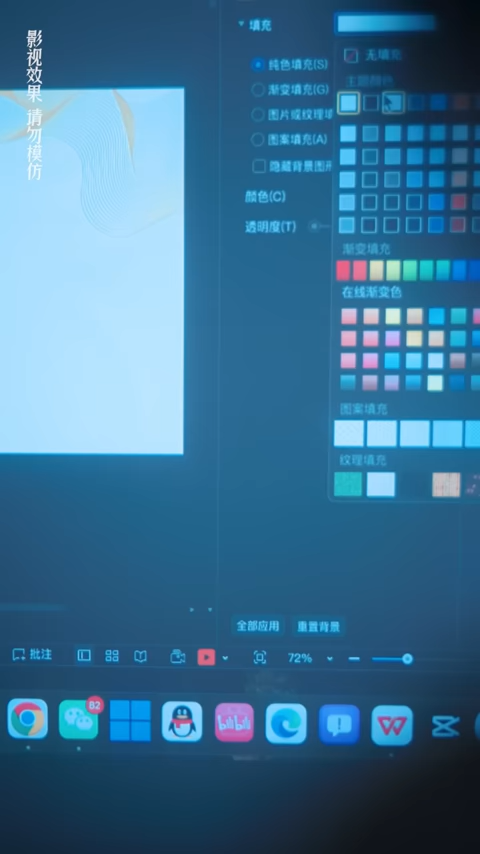 影视效果 请勿模仿
填充
纯色填充(S)
渐变填充(G)
图片或纹理填
图案填充(A)
隐藏背景图形
颜色(C)
透明度(T)
无填充
主题颜色
渐变填充
在线渐变色
图案填充
纹理填充
全部应用
重置背景
批注
72%
82
bilibili